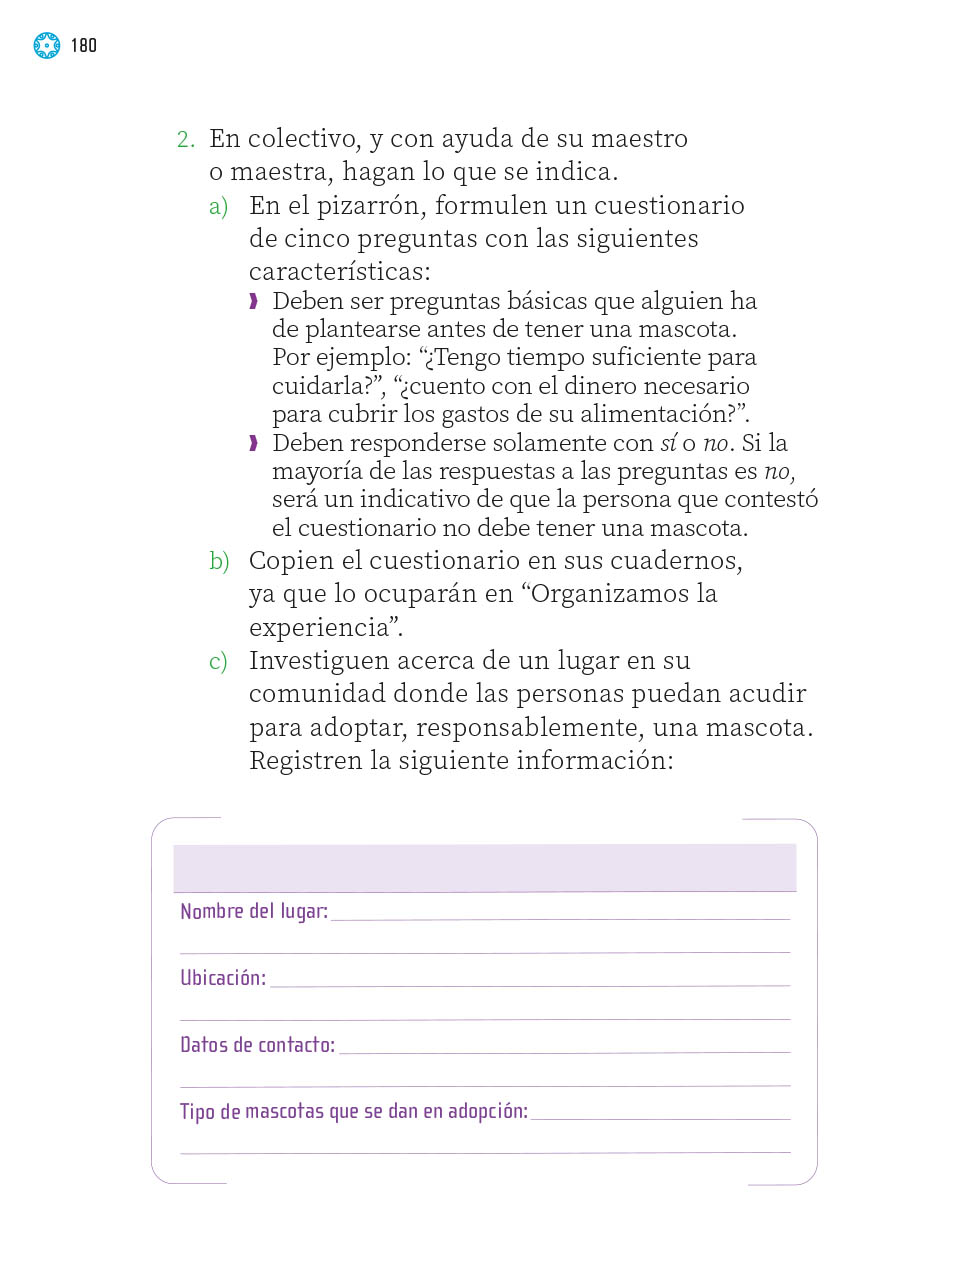 180
2. En colectivo, y con ayuda de su maestro
o maestra, hagan lo que se indica.
a) En el pizarrón, formulen un cuestionario
de cinco preguntas con las siguientes
características:
Deben ser preguntas básicas que alguien ha
de plantearse antes de tener una mascota.
Por ejemplo: “¿Tengo tiempo suficiente para
cuidarla?”, “¿cuento con el dinero necesario
para cubrir los gastos de su alimentación?”.
Deben responderse solamente con sí o no. Si la
mayoría de las respuestas a las preguntas es no,
será un indicativo de que la persona que contestó
el cuestionario no debe tener una mascota.
b) Copien el cuestionario en sus cuadernos,
ya que lo ocuparán en “Organizamos la
experiencia”.
c) Investiguen acerca de un lugar en su
comunidad donde las personas puedan acudir
para adoptar, responsablemente, una mascota.
Registren la siguiente información:
Nombre del lugar:
Ubicación:
Datos de contacto:
Tipo de mascotas que se dan en adopción: